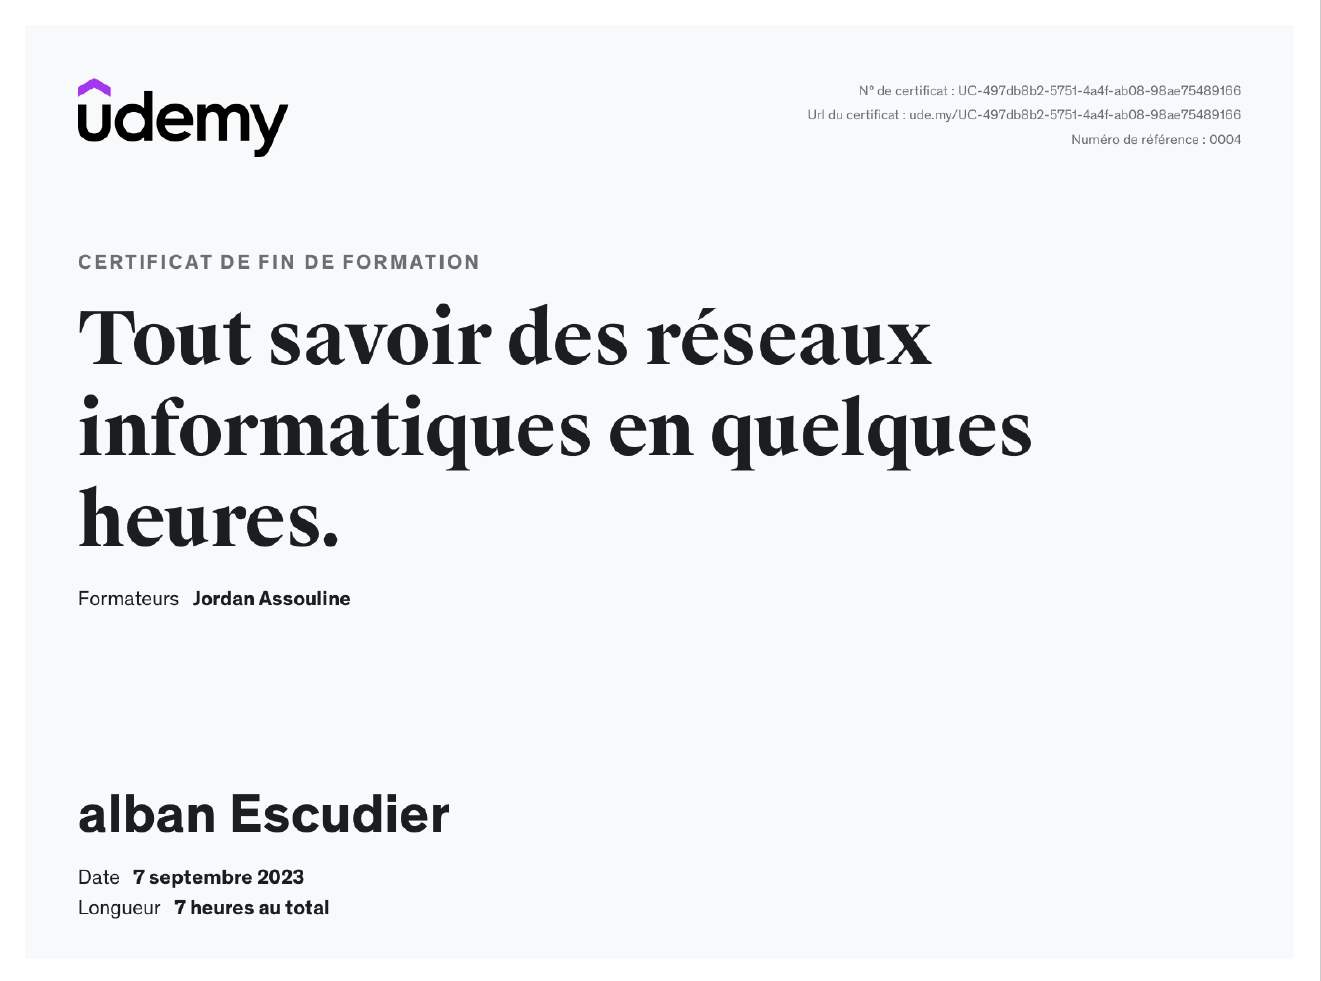 udemy
N° de certificat : UC-497db8b2-5751-4a4f-ab08-98ae75489166
Url du certificat : ude.my/UC-497db8b2-5751-4a4f-ab08-98ae75489166
Numéro de référence : 0004
CERTIFICAT DE FIN DE FORMATION
Tout savoir des réseaux
informatiques en quelques
heures.
Formateurs Jordan Assouline
alban Escudier
Date 7 septembre 2023
Longueur 7 heures au total